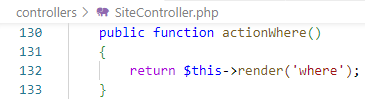 controllers > SiteController.php
130 public function actionWhere()
131 {
132 return $this->render('where');
133 }